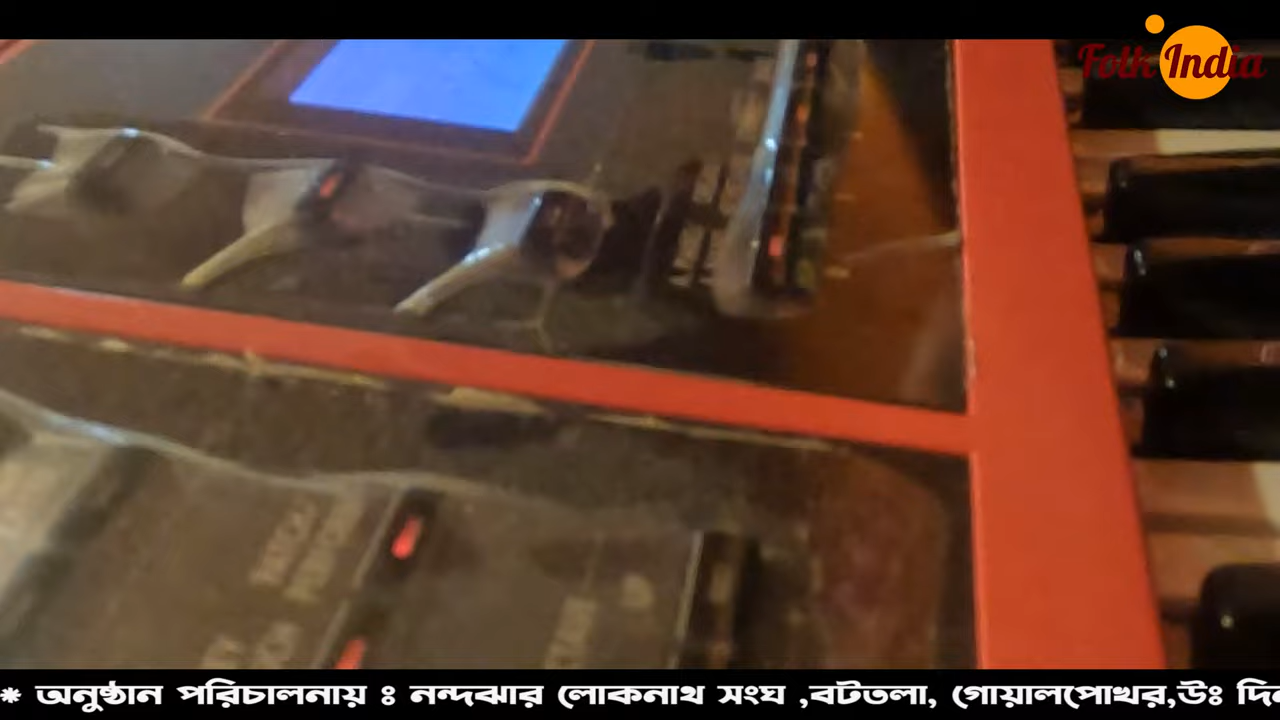 Folk India
* অনুষ্ঠান পরিচালনায় ঃ নন্দঝার লোকনাথ সংঘ ,বটতলা, গোয়ালপোখর,উঃ